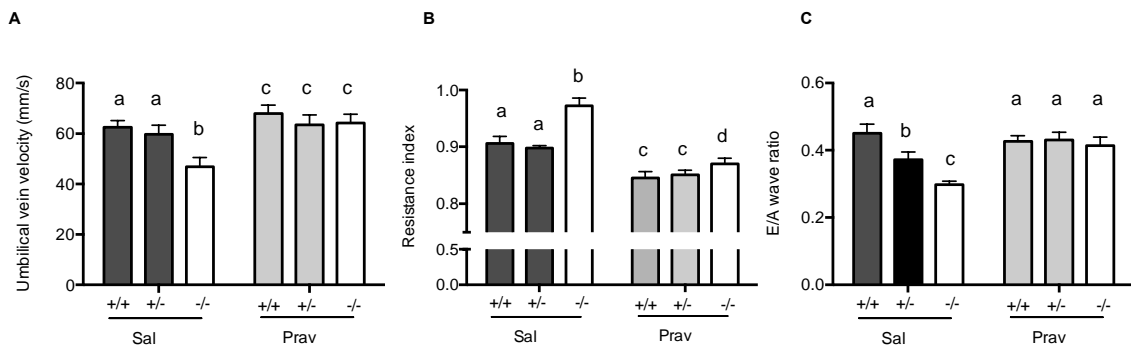 A
Umbilical vein velocity (mm/s)
80
60
40
20
0
a
a
b
c
c
c
+/+
+/-
-/-
+/+
+/-
-/-
Sal
Prav
B
Resistance index
1.0
0.9
0.8
0.5
0.0
a
a
b
c
c
d
+/+
+/-
-/-
+/+
+/-
-/-
Sal
Prav
C
E/A wave ratio
0.6
0.4
0.2
0.0
a
b
c
a
a
a
+/+
+/-
-/-
+/+
+/-
-/-
Sal
Prav